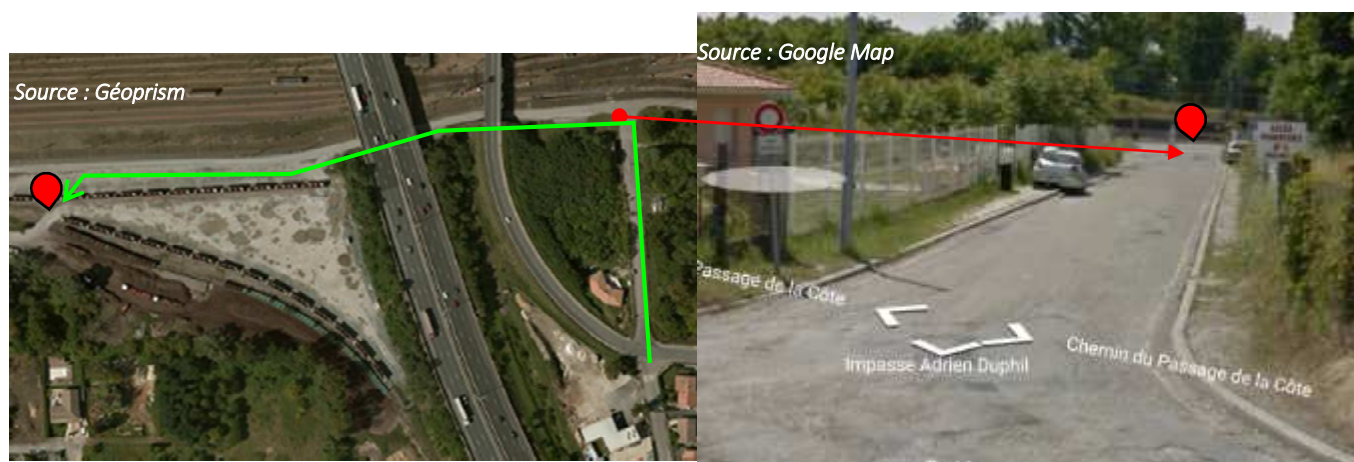 Source : Géoprism
Source : Google Map
Passage de la Côte
Impasse Adrien Duphil
Chemin du Passage de la Côte